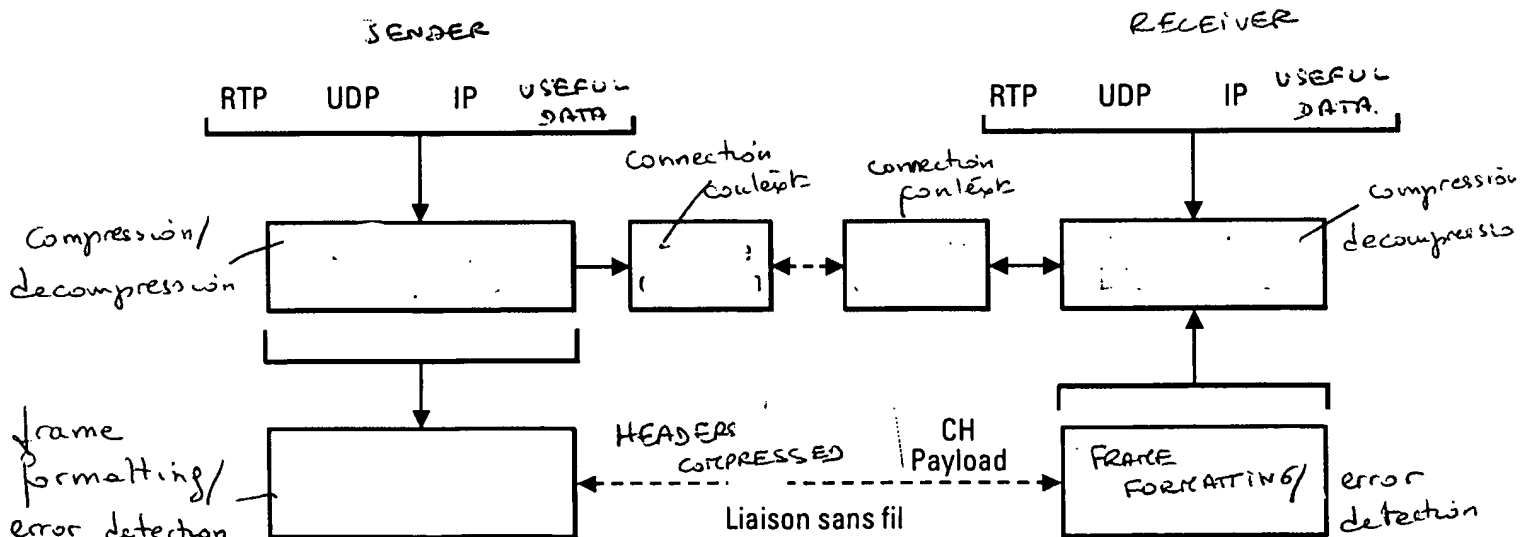 SENDER
RECEIVER
RTP UDP IP USEFUL DATA
RTP UDP IP USEFUL DATA.
connection context
connection context
compression/
decompression
compression
decompressio
frame
formatting/
error detection
HEADERS
COMPRESSED
CH
Payload
FRAME
FORMATTING/
error
detection
Liaison sans fil